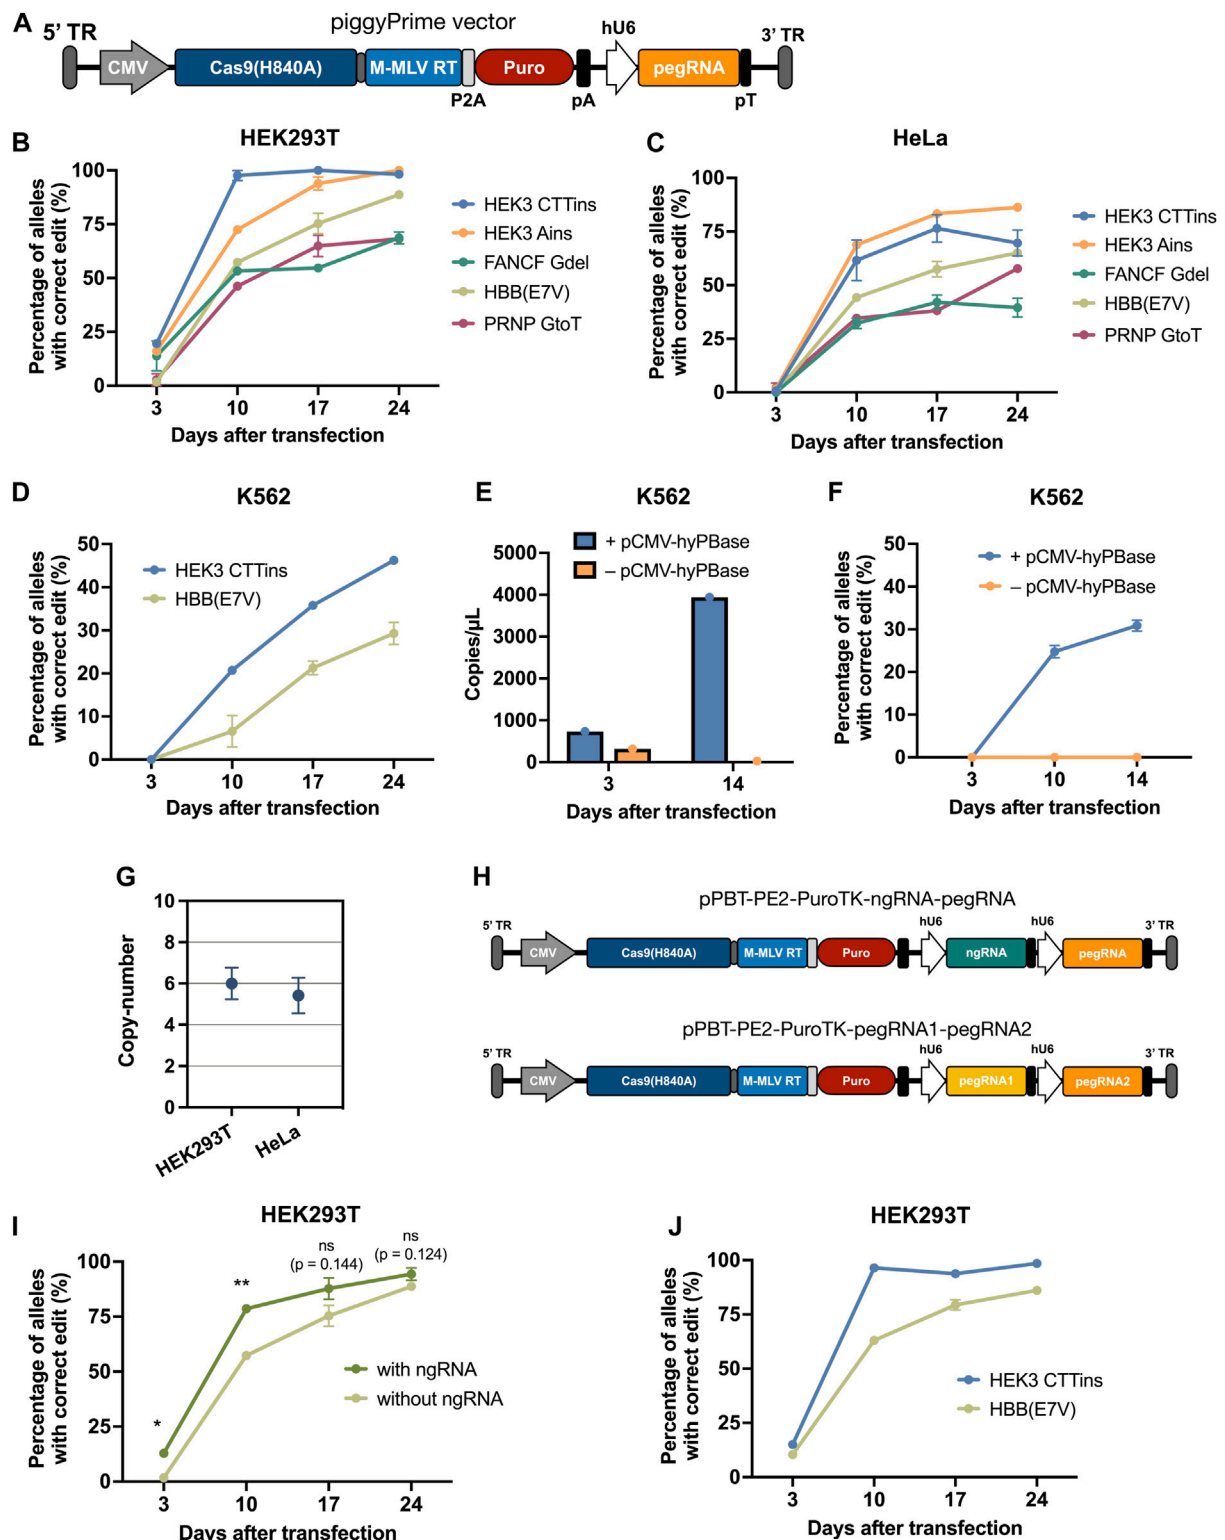 A
piggyPrime vector
5’ TR
hU6
3’ TR
CMV
Cas9(H840A)
M-MLV RT
Puro
pegRNA
P2A
pA
pT
B
HEK293T
Percentage of alleles
with correct edit (%)
100
75
50
25
0
3 10 17 24
Days after transfection
HEK3 CTTins
HEK3 Ains
FANCF Gdel
HBB(E7V)
PRNP GtoT
C
HeLa
Percentage of alleles
with correct edit (%)
100
75
50
25
0
3 10 17 24
Days after transfection
HEK3 CTTins
HEK3 Ains
FANCF Gdel
HBB(E7V)
PRNP GtoT
D
K562
Percentage of alleles
with correct edit (%)
50
40
30
20
10
0
3 10 17 24
Days after transfection
HEK3 CTTins
HBB(E7V)
E
K562
+ pCMV-hyPBase
– pCMV-hyPBase
Copies/µL
5000
4000
3000
2000
1000
0
3 14
Days after transfection
F
K562
Percentage of alleles
with correct edit (%)
50
40
30
20
10
0
3 10 14
Days after transfection
+ pCMV-hyPBase
– pCMV-hyPBase
G
Copy-number
10
8
6
4
2
0
HEK293T
HeLa
H
pPBT-PE2-PuroTK-ngRNA-pegRNA
5’ TR
hU6
hU6
3’ TR
CMV
Cas9(H840A)
M-MLV RT
Puro
ngRNA
pegRNA
pPBT-PE2-PuroTK-pegRNA1-pegRNA2
5’ TR
hU6
hU6
3’ TR
CMV
Cas9(H840A)
M-MLV RT
Puro
pegRNA1
pegRNA2
I
HEK293T
Percentage of alleles
with correct edit (%)
100
75
50
25
0
3 10 17 24
Days after transfection
*
**
ns
(p = 0.144)
ns
(p = 0.124)
with ngRNA
without ngRNA
J
HEK293T
Percentage of alleles
with correct edit (%)
100
75
50
25
0
3 10 17 24
Days after transfection
HEK3 CTTins
HBB(E7V)